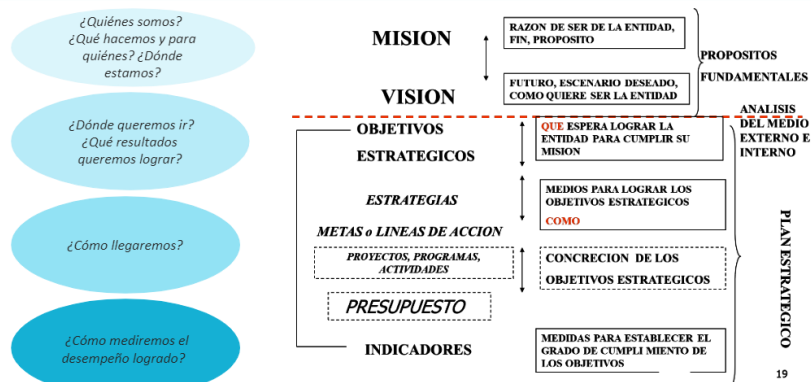 ¿Quiénes somos?
¿Qué hacemos y para
quiénes? ¿Dónde
estamos?
¿Dónde queremos ir?
¿Qué resultados
queremos lograr?
¿Cómo llegaremos?
¿Cómo mediremos el
desempeño logrado?
MISION
RAZON DE SER DE LA ENTIDAD,
FIN, PROPOSITO
PROPOSITOS
FUNDAMENTALES
VISION
FUTURO, ESCENARIO DESEADO,
COMO QUIERE SER LA ENTIDAD
ANALISIS
DEL MEDIO
EXTERNO E
INTERNO
OBJETIVOS
ESTRATEGICOS
QUE ESPERA LOGRAR LA
ENTIDAD PARA CUMPLIR SU
MISION
ESTRATEGIAS
MEDIOS PARA LOGRAR LOS
OBJETIVOS ESTRATEGICOS
COMO
METAS o LINEAS DE ACCION
PROYECTOS, PROGRAMAS,
ACTIVIDADES
CONCRECION DE LOS
OBJETIVOS ESTRATEGICOS
PRESUPUESTO
INDICADORES
MEDIDAS PARA ESTABLECER EL
GRADO DE CUMPLI MIENTO DE
LOS OBJETIVOS
PLAN ESTRATEGICO
19